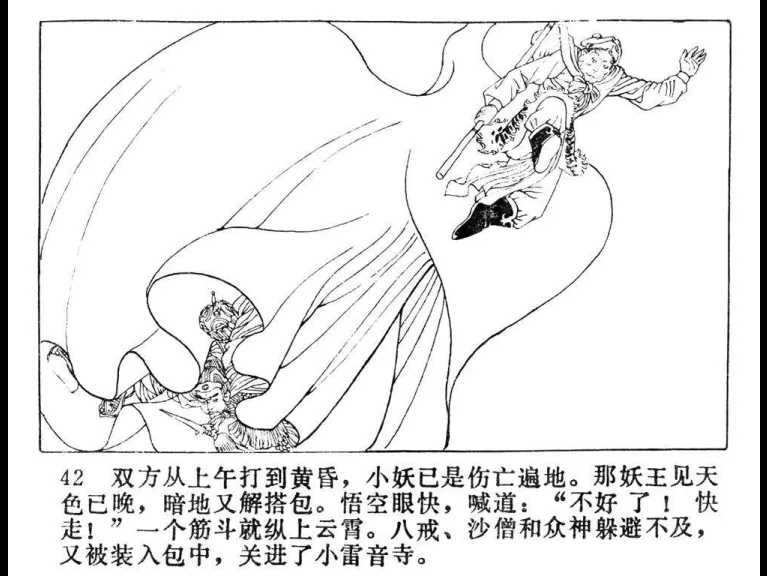 42 双方从上午打到黄昏，小妖已是伤亡遍地。那妖王见天
色已晚，暗地又解搭包。悟空眼快，喊道：“不好了！快
走！”一个筋斗就纵上云霄。八戒、沙僧和众神躲避不及，
又被装入包中，关进了小雷音寺。